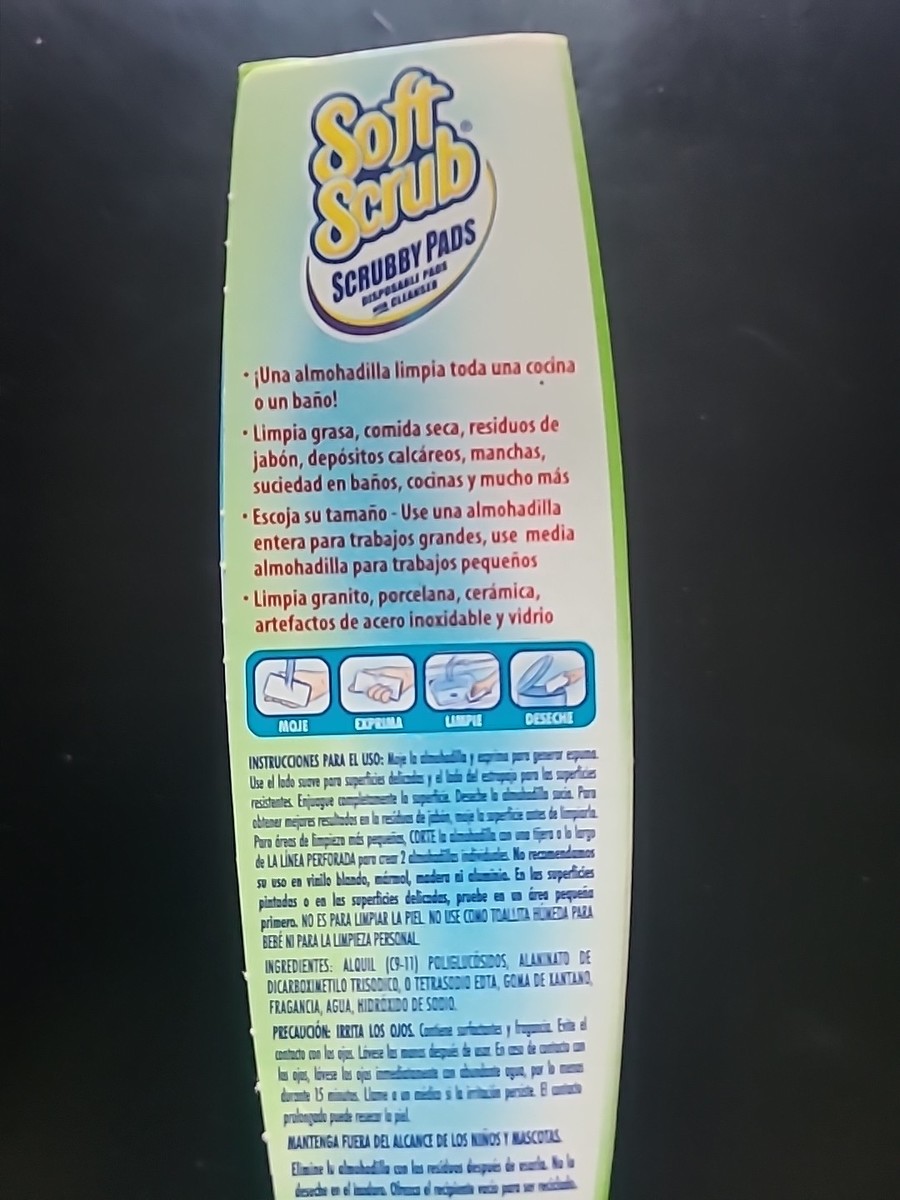 Soft
Scrub®
SCRUBBY PADS
DISPOSABLE PADS
CLEANSER
• ¡Una almohadilla limpia toda una cocina
o un baño!
• Limpia grasa, comida seca, residuos de
jabón, depósitos calcáreos, manchas,
suciedad en baños, cocinas y mucho más
• Escoja su tamaño - Use una almohadilla
entera para trabajos grandes, use media
almohadilla para trabajos pequeños
• Limpia granito, porcelana, cerámica,
artefactos de acero inoxidable y vidrio
MOJE EXPRIMA LIMPIE DESECHE
INSTRUCCIONES PARA EL USO: Moje la almohadilla y exprima para generar espuma.
Use el lado suave para superficies delicadas y el lado del estropajo para las superficies
resistentes. Enjuague completamente la superficie. Deseche la almohadilla sucia. Para
obtener mejores resultados en la residuos de jabón, moje la superficie antes de limpiarla.
Para áreas de limpieza más pequeñas, CORTE la almohadilla con una tijera a lo largo
de LA LÍNEA PERFORADA para crear 2 almohadillas individuales. No recomendamos
su uso en vinilo blando, mármol, madera ni aluminio. En las superficies
pintadas o en las superficies delicadas, pruebe en un área pequeña
primero. NO ES PARA LIMPIAR LA PIEL. NO USE COMO TOALLITA HÚMEDA PARA
BEBÉ NI PARA LA LIMPIEZA PERSONAL.
INGREDIENTES: ALQUIL (C9-11) POLIGLUCÓSIDOS, ALANINATO DE
DICARBOXIMETILO TRISODICO, O TETRASODIO EDTA, GOMA DE XANTANO,
FRAGANCIA, AGUA, HIDRÓXIDO DE SODIO.
PRECAUCIÓN: IRRITA LOS OJOS. Contiene surfactantes y fragancia. Evite el
contacto con los ojos. Lávese las manos después de usar. En caso de contacto con
los ojos, lávese los ojos inmediatamente con abundante agua, por lo menos
durante 15 minutos. Llame a un médico si la irritación persiste. El contacto
prolongado puede resecar la piel.
MANTENGA FUERA DEL ALCANCE DE LOS NIÑOS Y MASCOTAS.
Elimine la almohadilla con los residuos después de usarla. No la
deseche en el inodoro. Ofrezca el recipiente vacío para ser reciclado.